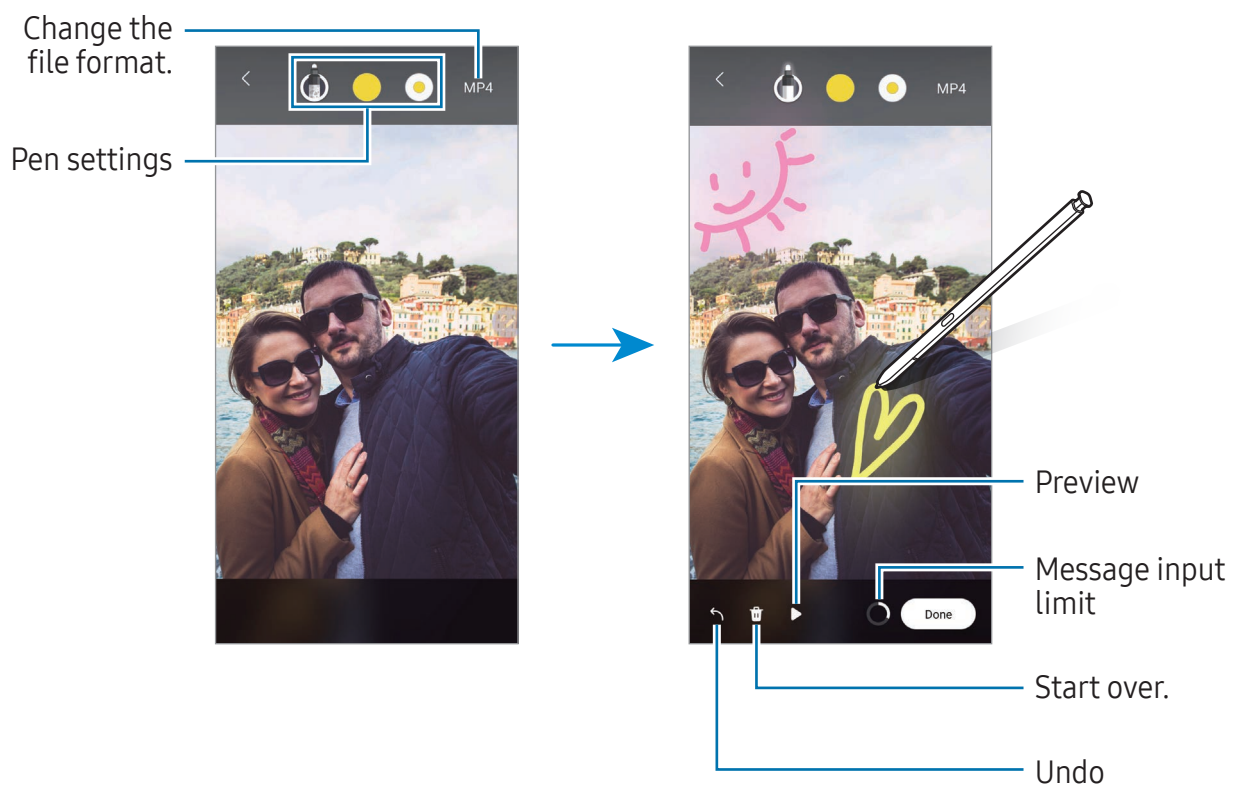 Change the
file format.
Pen settings
MP4
MP4
Preview
Message input
limit
Done
Start over.
Undo